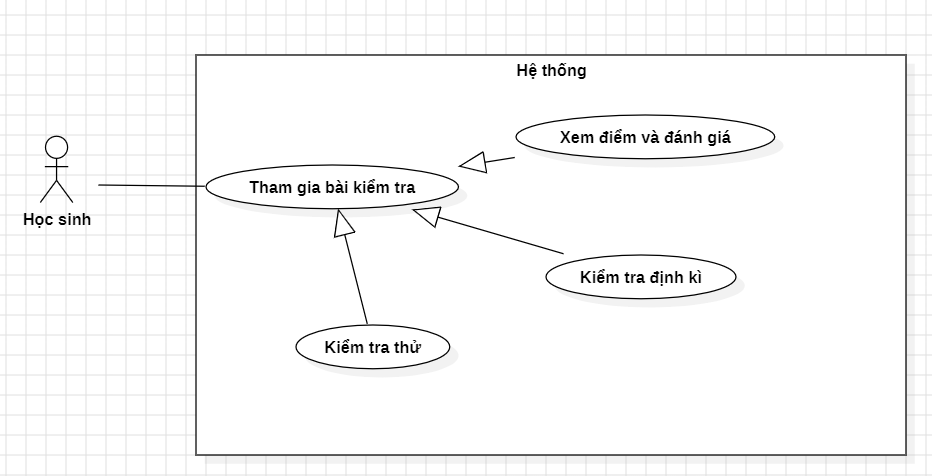 Hệ thống
Xem điểm và đánh giá
Tham gia bài kiểm tra
Học sinh
Kiểm tra định kì
Kiểm tra thử